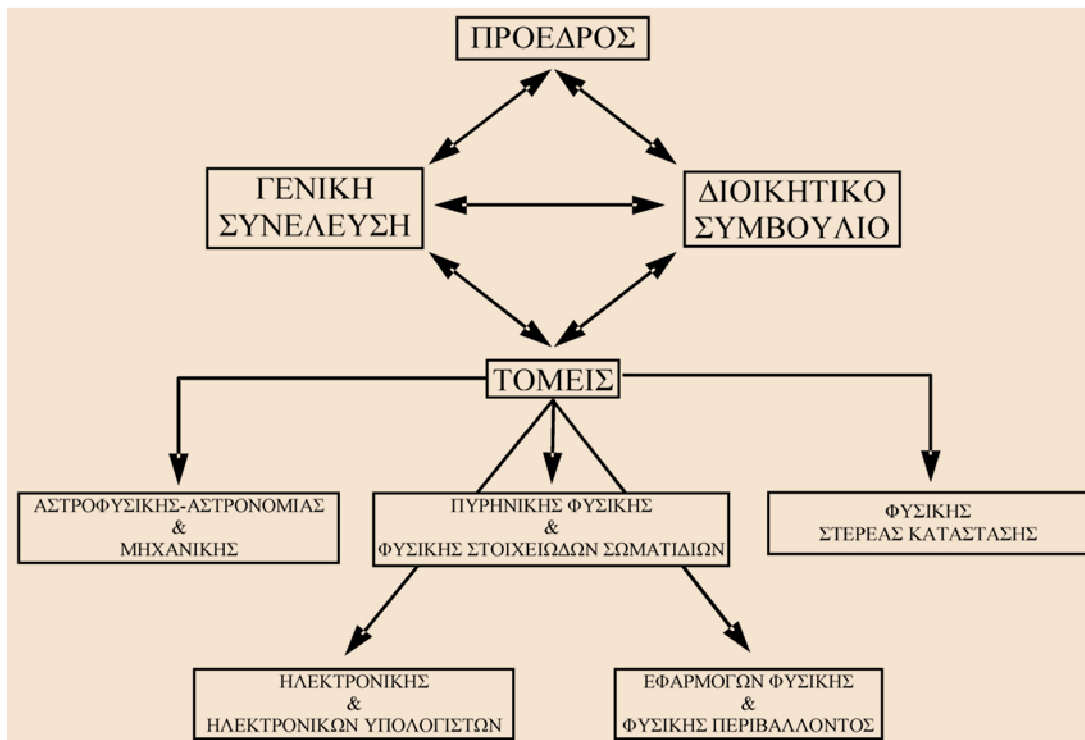 ΠΡΟΕΔΡΟΣ
ΓΕΝΙΚΗ
ΣΥΝΕΛΕΥΣΗ
ΔΙΟΙΚΗΤΙΚΟ
ΣΥΜΒΟΥΛΙΟ
ΤΟΜΕΙΣ
ΑΣΤΡΟΦΥΣΙΚΗΣ-ΑΣΤΡΟΝΟΜΙΑΣ
&
ΜΗΧΑΝΙΚΗΣ
ΠΥΡΗΝΙΚΗΣ ΦΥΣΙΚΗΣ
&
ΦΥΣΙΚΗΣ ΣΤΟΙΧΕΙΩΔΩΝ ΣΩΜΑΤΙΔΙΩΝ
ΦΥΣΙΚΗΣ
ΣΤΕΡΕΑΣ ΚΑΤΑΣΤΑΣΗΣ
ΗΛΕΚΤΡΟΝΙΚΗΣ
&
ΗΛΕΚΤΡΟΝΙΚΩΝ ΥΠΟΛΟΓΙΣΤΩΝ
ΕΦΑΡΜΟΓΩΝ ΦΥΣΙΚΗΣ
&
ΦΥΣΙΚΗΣ ΠΕΡΙΒΑΛΛΟΝΤΟΣ